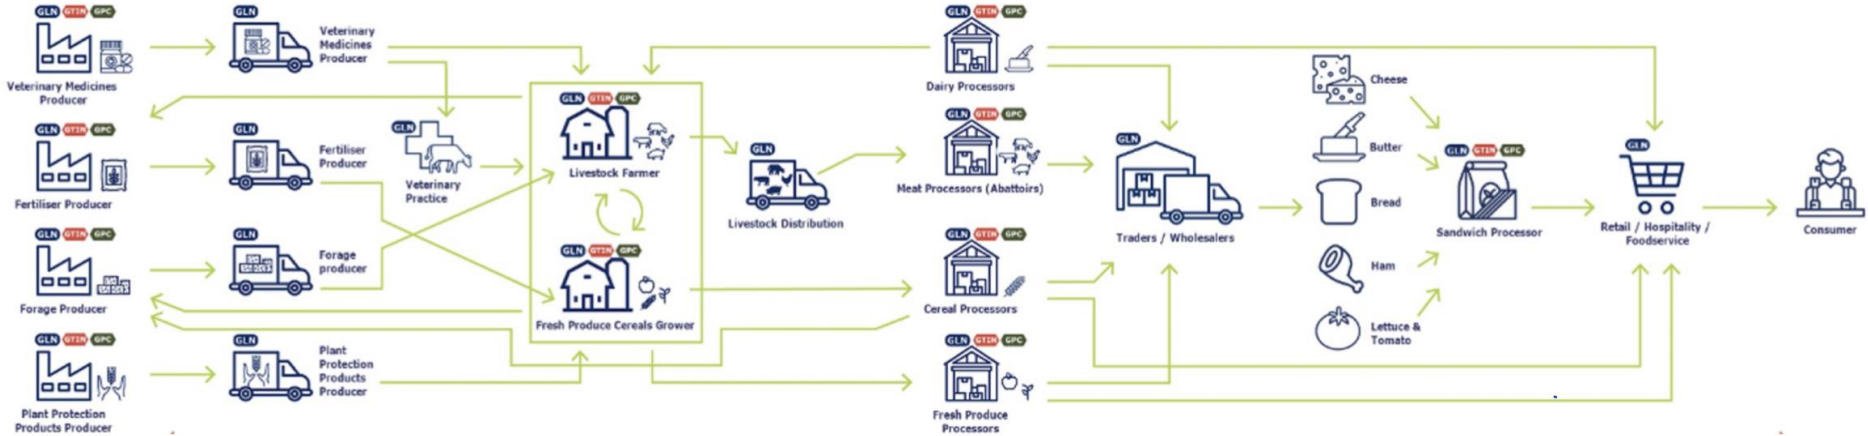 GLN GTIN GPC
Veterinary Medicines
Producer
GLN
Veterinary
Medicines
Producer
GLN GTIN GPC
Fertiliser Producer
GLN
Fertiliser
Producer
GLN
Veterinary
Practice
GLN GTIN GPC
Forage Producer
GLN
Forage
producer
GLN GTIN GPC
Plant Protection
Products Producer
GLN
Plant
Protection
Products
Producer
GLN GTIN GPC
Livestock Farmer
GLN GTIN GPC
Fresh Produce Cereals Grower
GLN
Livestock Distribution
GLN GTIN GPC
Dairy Processors
GLN GTIN GPC
Meat Processors (Abattoirs)
GLN GTIN GPC
Cereal Processors
GLN GTIN GPC
Fresh Produce
Processors
GLN
Traders / Wholesalers
Cheese
Butter
Bread
Ham
Lettuce &
Tomato
GLN GTIN GPC
Sandwich Processor
GLN
Retail / Hospitality /
Foodservice
Consumer